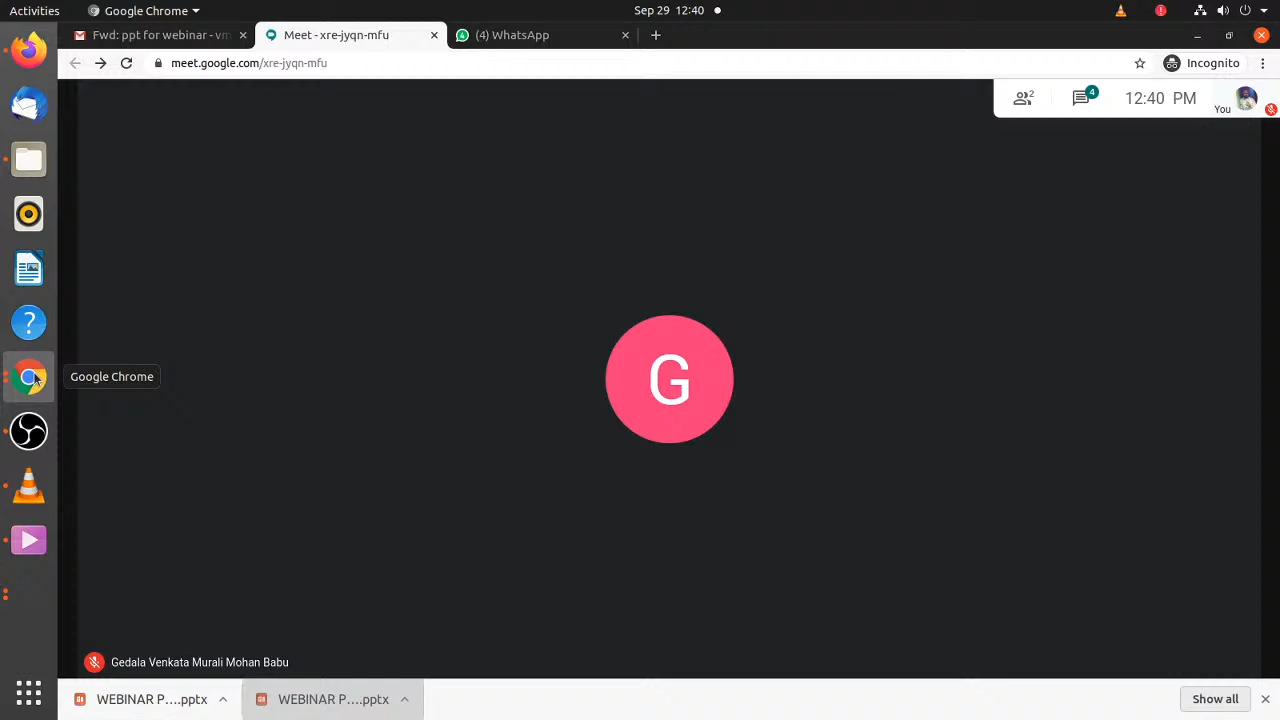 Activities
Google Chrome
Sep 29 12:40
Fwd: ppt for webinar - vm
Meet - xre-jyqn-mfu
(4) WhatsApp
meet.google.com/xre-jyqn-mfu
Incognito
2
4
12:40 PM
You
Google Chrome
G
Gedala Venkata Murali Mohan Babu
WEBINAR P....pptx
WEBINAR P....pptx
Show all